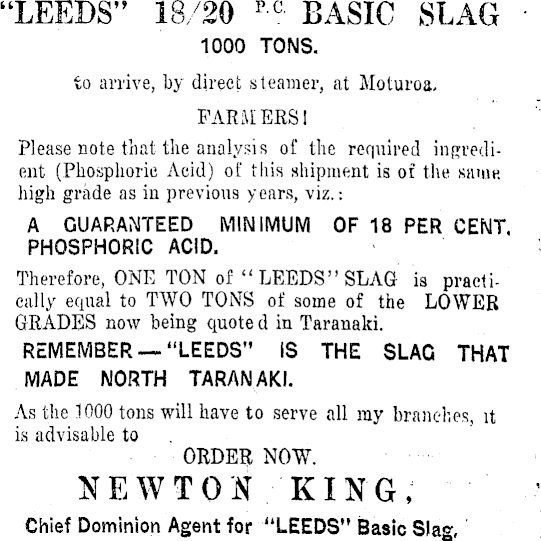 "LEEDS" 18/20 P.C. BASIC SLAG
1000 TONS.
to arrive, by direct steamer, at Moturoa.
FARMERS!
Please note that the analysis of the required ingredi-
ent (Phosphoric Acid) of this shipment is of the same
high grade as in previous years, viz.:
A GUARANTEED MINIMUM OF 18 PER CENT.
PHOSPHORIC ACID.
Therefore, ONE TON of "LEEDS" SLAG is practi-
cally equal to TWO TONS of some of the LOWER
GRADES now being quoted in Taranaki.
REMEMBER — "LEEDS" IS THE SLAG THAT
MADE NORTH TARANAKI.
As the 1000 tons will have to serve all my branches, it
is advisable to
ORDER NOW.
NEWTON KING,
Chief Dominion Agent for "LEEDS" Basic Slag,